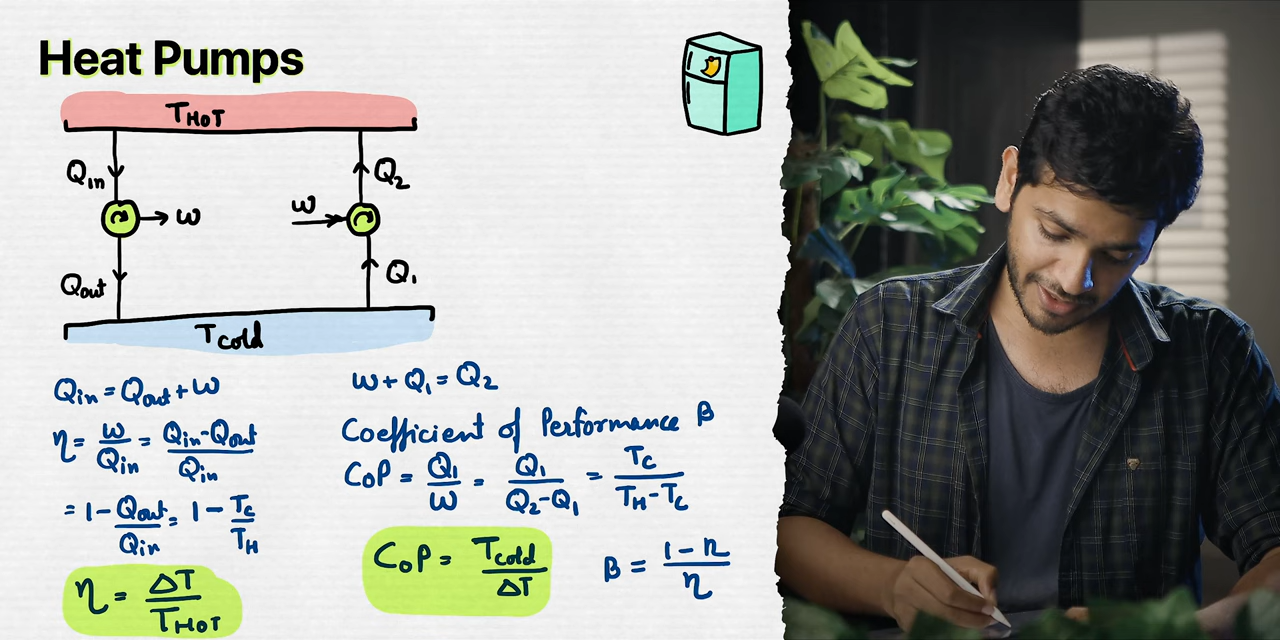 Heat Pumps
THOT
Qin
Q2
W
W
Qout
Q1
Tcold
Qin = Qout + W
η = W/Qin = Qin-Qout/Qin
= 1 - Qout/Qin = 1 - TC/TH
η = ΔT/THOT
W + Q1 = Q2
Coefficient of Performance β
COP = Q1/W = Q1/Q2-Q1 = TC/TH-TC
COP = Tcold/ΔT
β = 1-η/η